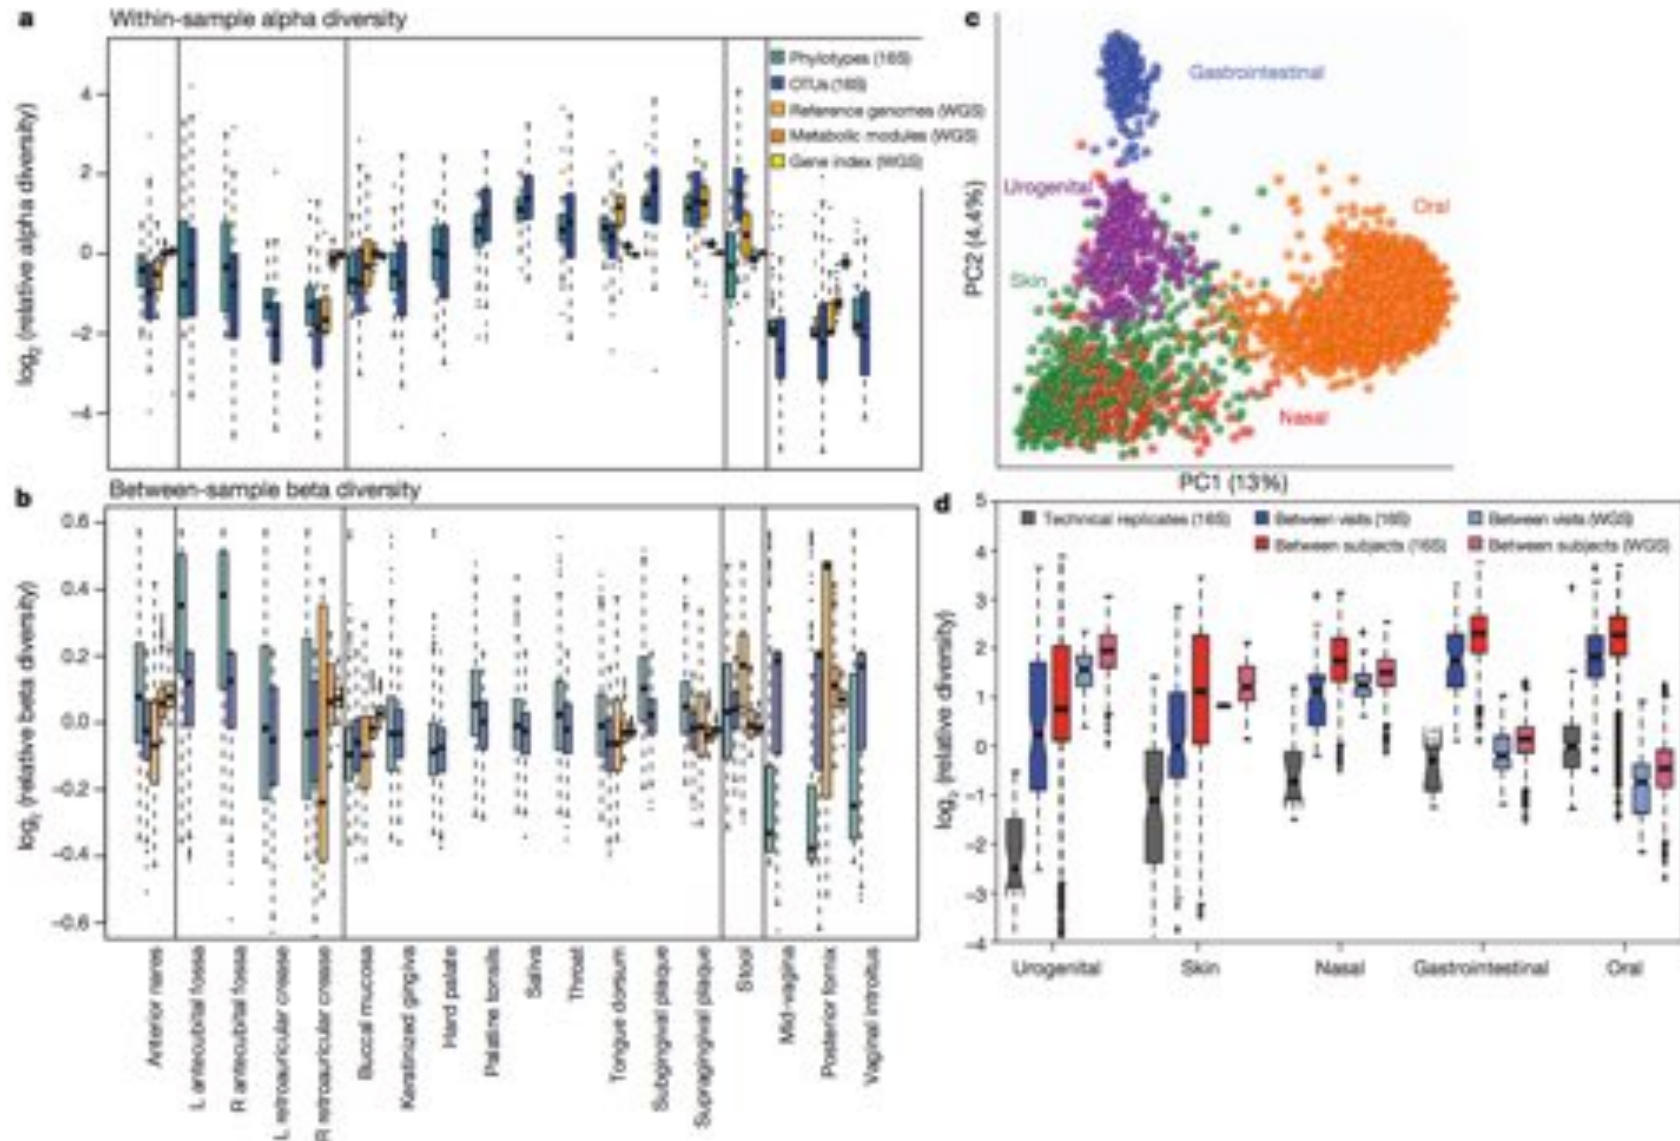 a Within-sample alpha diversity
Phylotypes (16S)
OTUs (16S)
Reference genomes (WGS)
Metabolic modules (WGS)
Gene index (WGS)
log₂ (relative alpha diversity)
4
2
0
−2
−4
b Between-sample beta diversity
log₂ (relative beta diversity)
0.6
0.4
0.2
0.0
−0.2
−0.4
−0.6
Anterior nares
L antecubital fossa
R antecubital fossa
L retroauricular crease
R retroauricular crease
Buccal mucosa
Keratinized gingiva
Hard palate
Palatine tonsils
Saliva
Throat
Tongue dorsum
Subgingival plaque
Supragingival plaque
Stool
Mid-vagina
Posterior fornix
Vaginal introitus
c
Gastrointestinal
Urogenital
Oral
Skin
Nasal
PC2 (4.4%)
PC1 (13%)
d
Technical replicates (16S) Between visits (16S) Between visits (WGS)
Between subjects (16S) Between subjects (WGS)
log₂ (relative diversity)
5
4
3
2
1
0
−1
−2
−3
−4
Urogenital Skin Nasal Gastrointestinal Oral